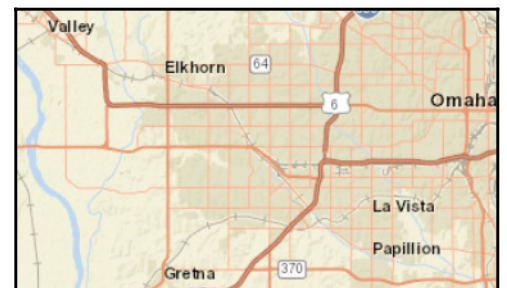 Valley
Elkhorn
64
6
Omaha
La Vista
Papillion
Gretna
370